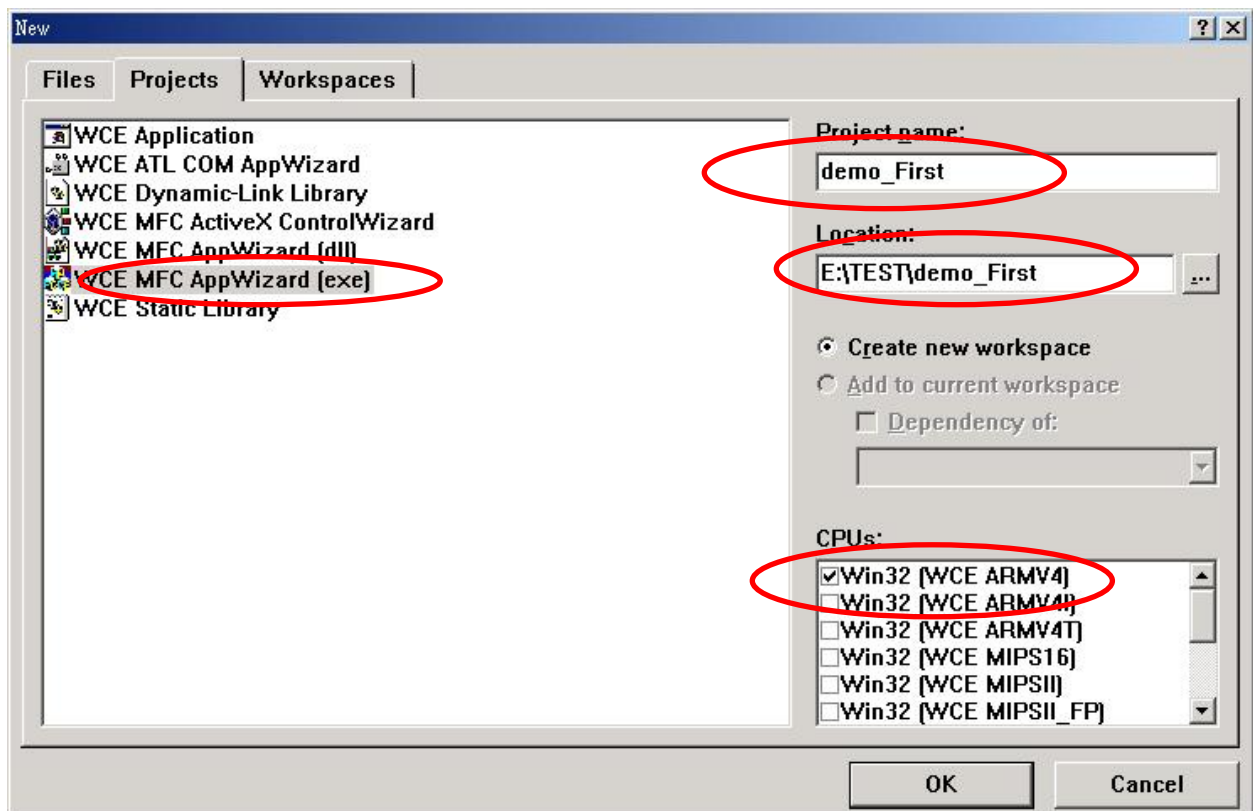 New
Files
Projects
Workspaces
WCE Application
WCE ATL COM AppWizard
WCE Dynamic-Link Library
WCE MFC ActiveX ControlWizard
WCE MFC AppWizard (dll)
WCE MFC AppWizard (exe)
WCE Static Library
Project name:
demo_First
Location:
E:\TEST\demo_First
...
Create new workspace
Add to current workspace
Dependency of:
CPUs:
Win32 (WCE ARMV4)
Win32 (WCE ARMV4I)
Win32 (WCE ARMV4T)
Win32 (WCE MIPS16)
Win32 (WCE MIPSII)
Win32 (WCE MIPSII_FP)
OK
Cancel